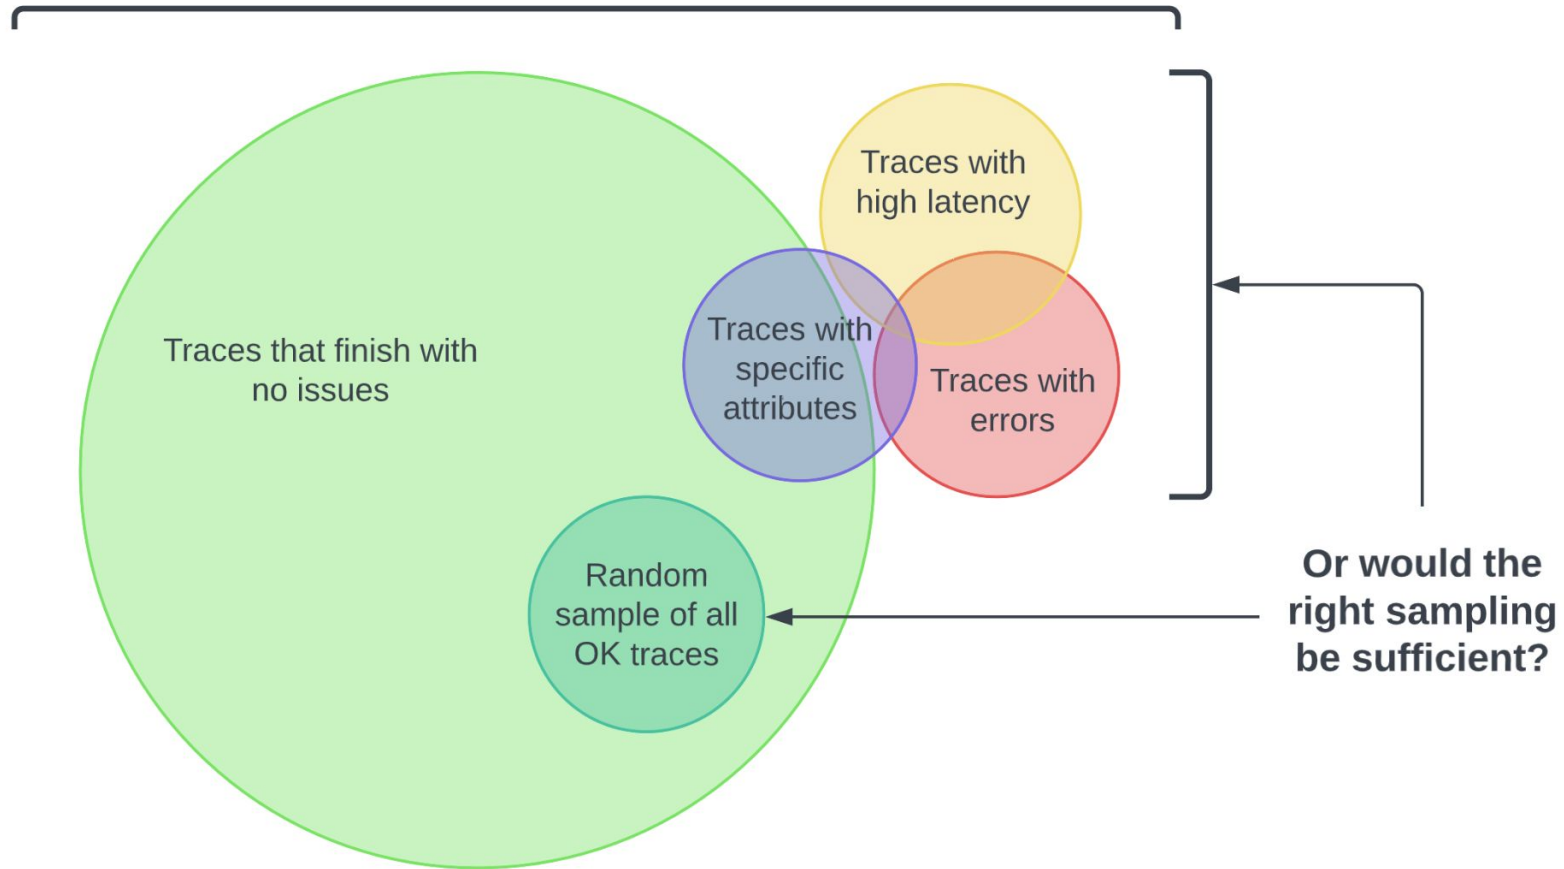 Traces with
high latency
Traces that finish with
no issues
Traces with
specific
attributes
Traces with
errors
Random
sample of all
OK traces
Or would the
right sampling
be sufficient?